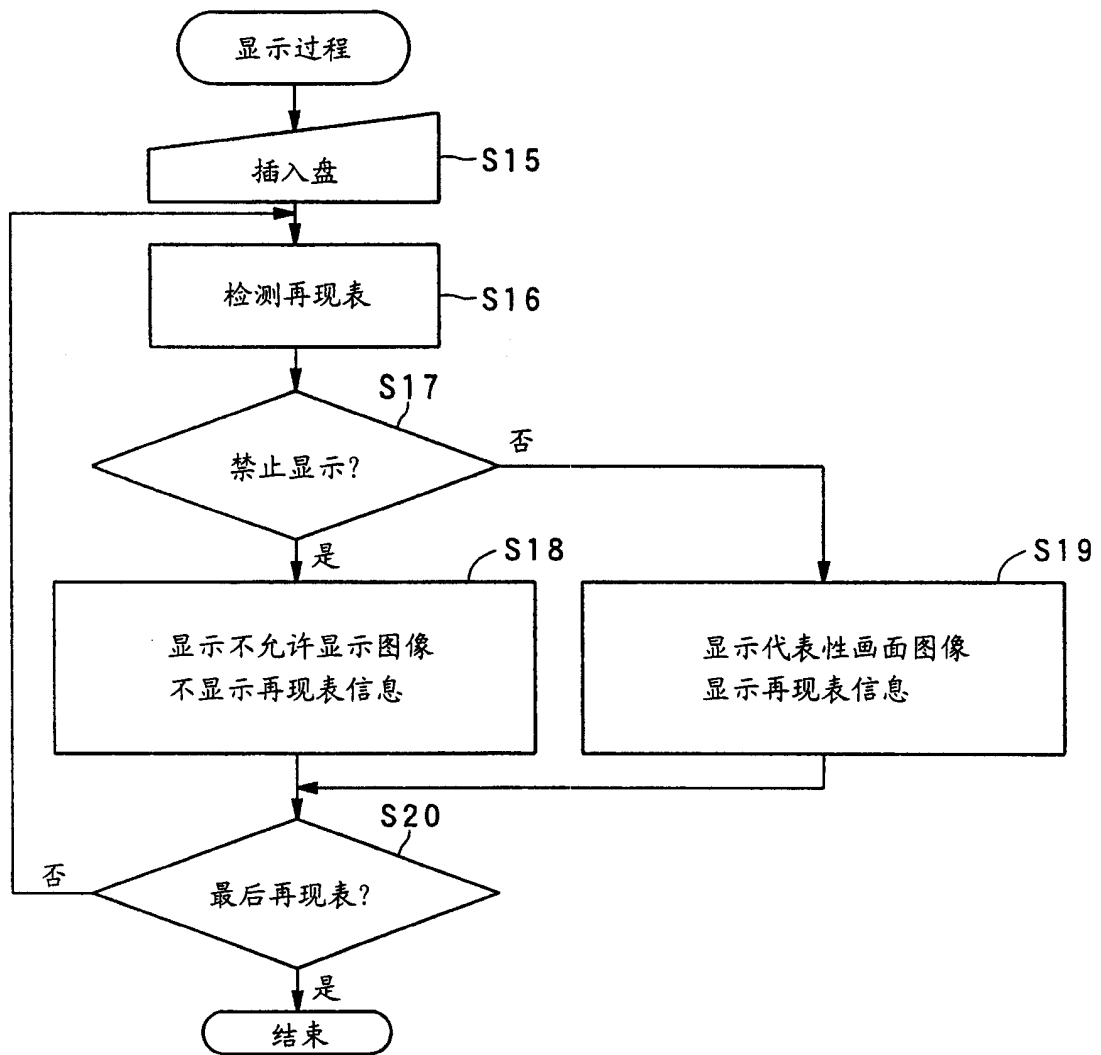 显示过程
插入盘
S15
检测再现表
S16
S17
禁止显示?
否
是
S18
显示不允许显示图像
不显示再现表信息
S19
显示代表性画面图像
显示再现表信息
S20
最后再现表?
否
是
结束